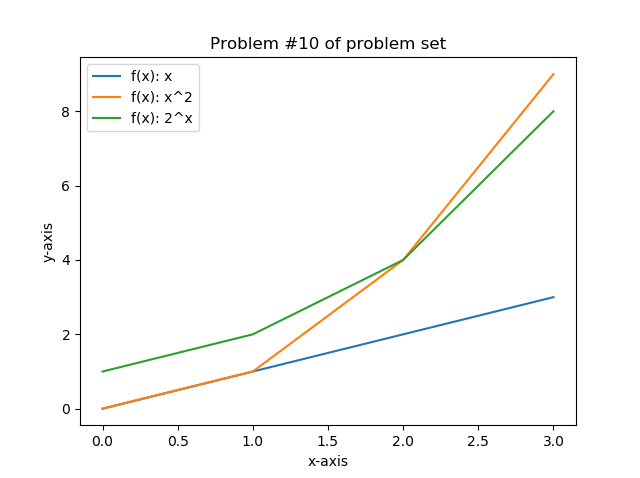 Problem #10 of problem set
f(x): x
f(x): x^2
f(x): 2^x
y-axis
8
6
4
2
0
0.0 0.5 1.0 1.5 2.0 2.5 3.0
x-axis